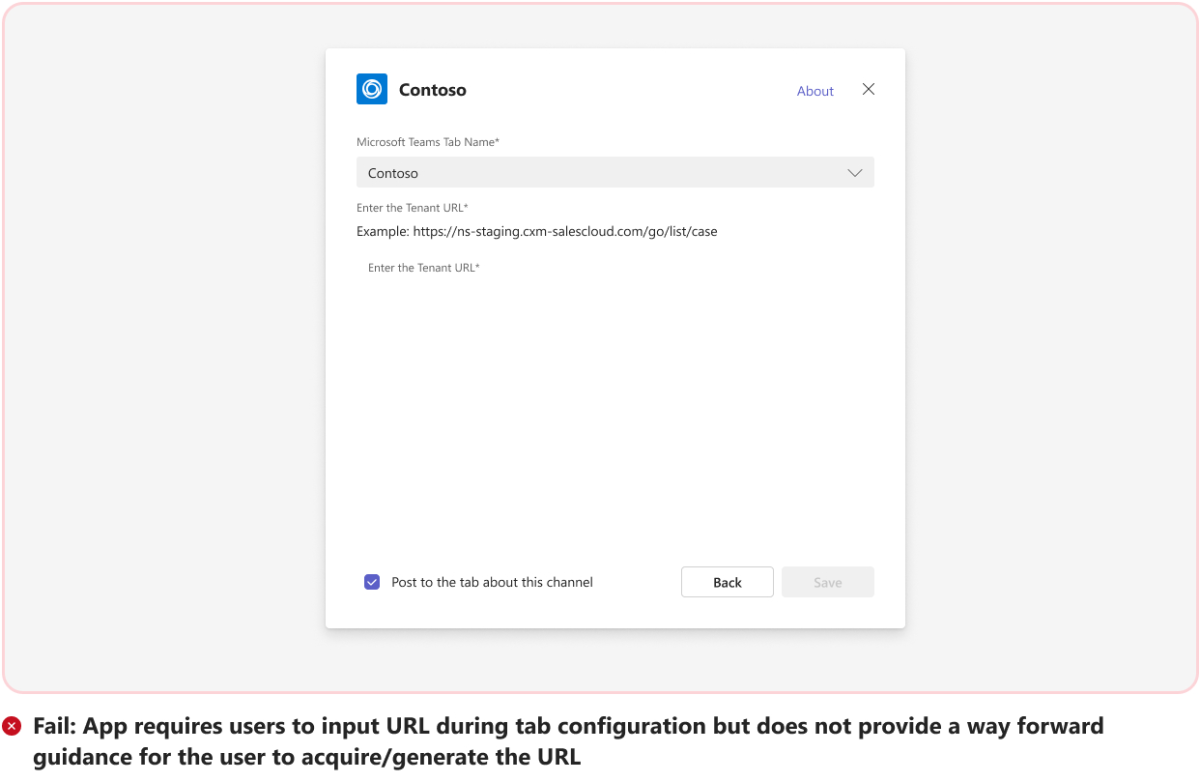 Contoso
About
Microsoft Teams Tab Name*
Contoso
Enter the Tenant URL*
Example: https://ns-staging.cxm-salescloud.com/go/list/case
Enter the Tenant URL*
Post to the tab about this channel
Back
Save
Fail: App requires users to input URL during tab configuration but does not provide a way forward
guidance for the user to acquire/generate the URL